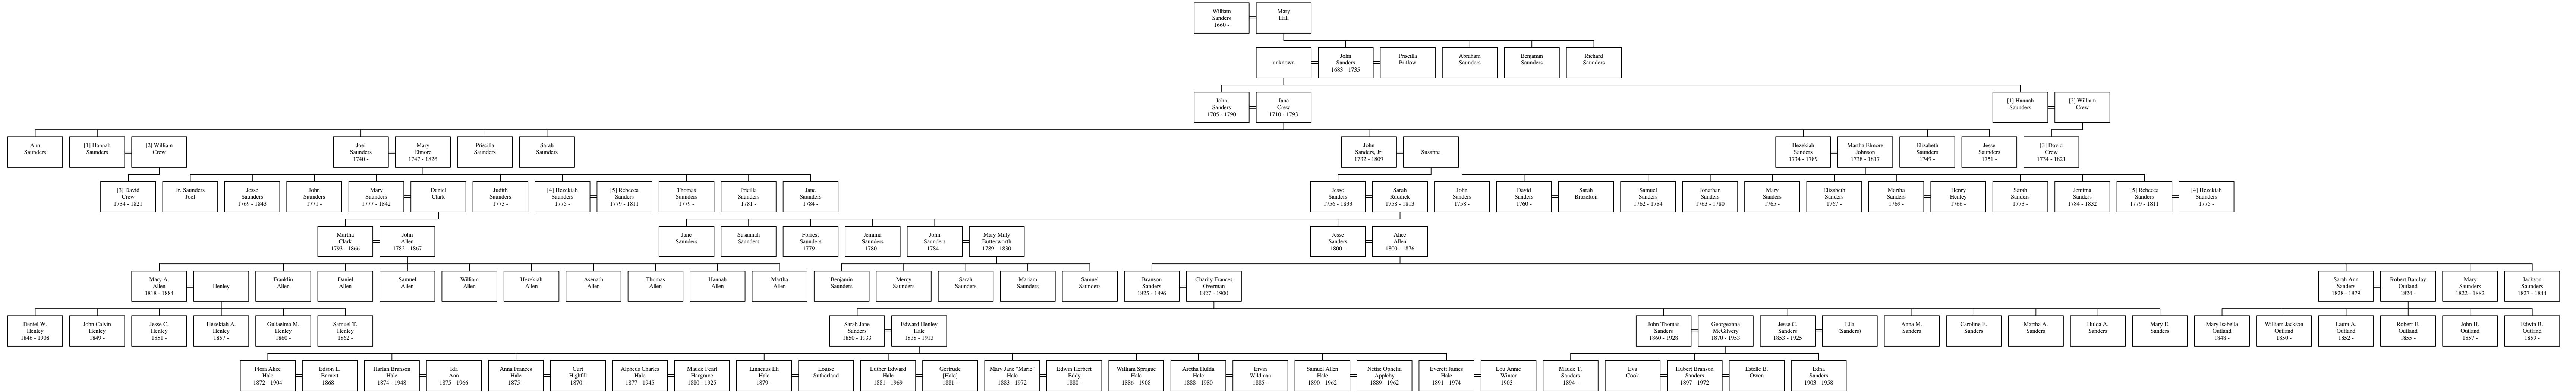 William
Sanders
1660 -
Mary
Hall
unknown
John
Sanders
1683 - 1735
Priscilla
Pritlow
Abraham
Saunders
Benjamin
Saunders
Richard
Saunders
John
Sanders
1705 - 1790
Jane
Crew
1710 - 1793
[1] Hannah
Saunders
[2] William
Crew
Ann
Saunders
[1] Hannah
Saunders
[2] William
Crew
Joel
Saunders
1740 -
Mary
Elmore
1747 - 1826
Priscilla
Saunders
Sarah
Saunders
John
Sanders, Jr.
1732 - 1809
Susanna
Hezekiah
Sanders
1734 - 1789
Martha Elmore
Johnson
1738 - 1817
Elizabeth
Saunders
1749 -
Jesse
Saunders
1751 -
[3] David
Crew
1734 - 1821
[3] David
Crew
1734 - 1821
Jr. Saunders
Joel
Jesse
Saunders
1769 - 1843
John
Saunders
1771 -
Mary
Saunders
1777 - 1842
Daniel
Clark
Judith
Saunders
1773 -
[4] Hezekiah
Saunders
1775 -
[5] Rebecca
Sanders
1779 - 1811
Thomas
Saunders
1779 -
Pricilla
Saunders
1781 -
Jane
Saunders
1784 -
Jesse
Sanders
1756 - 1833
Sarah
Ruddick
1758 - 1813
John
Sanders
1758 -
David
Sanders
1760 -
Sarah
Brazelton
Samuel
Sanders
1762 - 1784
Jonathan
Sanders
1763 - 1780
Mary
Sanders
1765 -
Elizabeth
Sanders
1767 -
Martha
Sanders
1769 -
Henry
Henley
1766 -
Sarah
Sanders
1773 -
Jemima
Sanders
1784 - 1832
[5] Rebecca
Sanders
1779 - 1811
[4] Hezekiah
Saunders
1775 -
Martha
Clark
1793 - 1866
John
Allen
1782 - 1867
Jane
Saunders
Susannah
Saunders
Forrest
Saunders
1779 -
Jemima
Saunders
1780 -
John
Saunders
1784 -
Mary Milly
Butterworth
1789 - 1830
Jesse
Sanders
1800 -
Alice
Allen
1800 - 1876
Mary A.
Allen
1818 - 1884
Henley
Franklin
Allen
Daniel
Allen
Samuel
Allen
William
Allen
Hezekiah
Allen
Asenath
Allen
Thomas
Allen
Hannah
Allen
Martha
Allen
Benjamin
Saunders
Mercy
Saunders
Sarah
Saunders
Mariam
Saunders
Samuel
Saunders
Branson
Sanders
1825 - 1896
Charity Frances
Overman
1827 - 1900
Sarah Ann
Sanders
1828 - 1879
Robert Barclay
Outland
1824 -
Mary
Saunders
1822 - 1882
Jackson
Saunders
1827 - 1844
Daniel W.
Henley
1846 - 1908
John Calvin
Henley
1849 -
Jesse C.
Henley
1851 -
Hezekiah A.
Henley
1857 -
Galiaelma M.
Henley
1860 -
Samuel T.
Henley
1862 -
Sarah Jane
Sanders
1850 - 1933
Edward Henley
Hale
1838 - 1913
John Thomas
Sanders
1860 - 1928
Georgeanna
McGilvery
1870 - 1953
Jesse C.
Sanders
1853 - 1925
Ella
(Sanders)
Anna M.
Sanders
Caroline E.
Sanders
Martha A.
Sanders
Hulda A.
Sanders
Mary E.
Sanders
Mary Isabella
Outland
1848 -
William Jackson
Outland
1850 -
Laura A.
Outland
1852 -
Robert E.
Outland
1855 -
John H.
Outland
1857 -
Edwin B.
Outland
1859 -
Flora Alice
Hale
1872 - 1904
Edson L.
Barnett
1868 -
Harlan Branson
Hale
1874 - 1948
Ida
Ann
1875 - 1966
Anna Frances
Hale
1875 -
Curt
Highfill
1870 -
Alpheus Charles
Hale
1877 - 1945
Maude Pearl
Hargrave
1880 - 1925
Linneaus Eli
Hale
1879 -
Louise
Sutherland
Luther Edward
Hale
1881 - 1969
Gertrude
[Hale]
1881 -
Mary Jane "Marie"
Hale
1883 - 1972
Edwin Herbert
Eddy
1880 -
William Sprague
Hale
1886 - 1908
Aretha Hulda
Hale
1888 - 1980
Ervin
Wildman
1885 -
Samuel Allen
Hale
1890 - 1962
Nettie Ophelia
Appleby
1889 - 1962
Everett James
Hale
1891 - 1974
Lou Annie
Winter
1903 -
Maude T.
Sanders
1894 -
Eva
Cook
Hubert Branson
Sanders
1897 - 1972
Estelle B.
Owen
Edna
Sanders
1903 - 1958